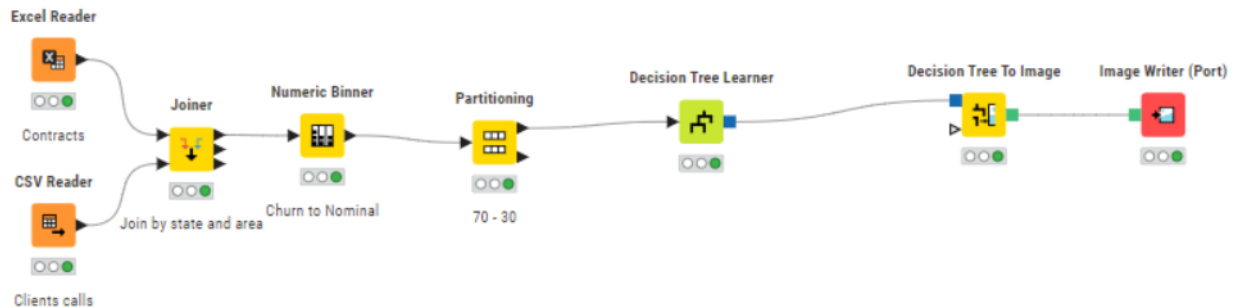 Excel Reader
Contracts
CSV Reader
Clients calls
Joiner
Join by state and area
Numeric Binner
Churn to Nominal
Partitioning
70 - 30
Decision Tree Learner
Decision Tree To Image
Image Writer (Port)